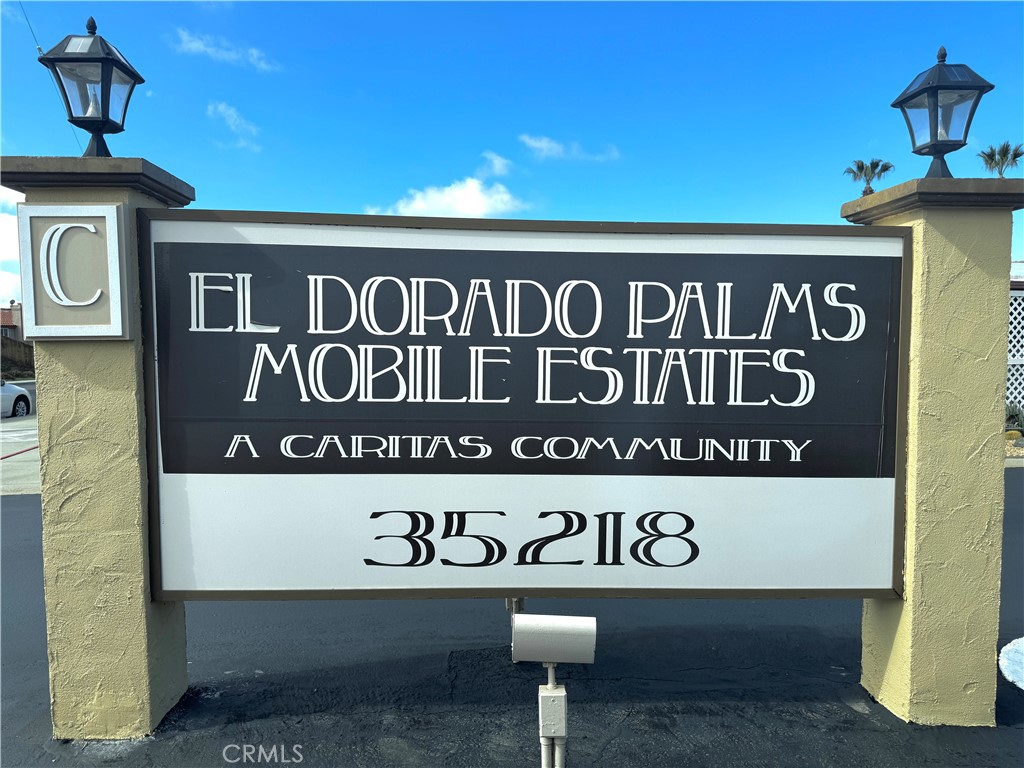 C
EL DORADO PALMS
MOBILE ESTATES
A CARITAS COMMUNITY
35218
CRMLS